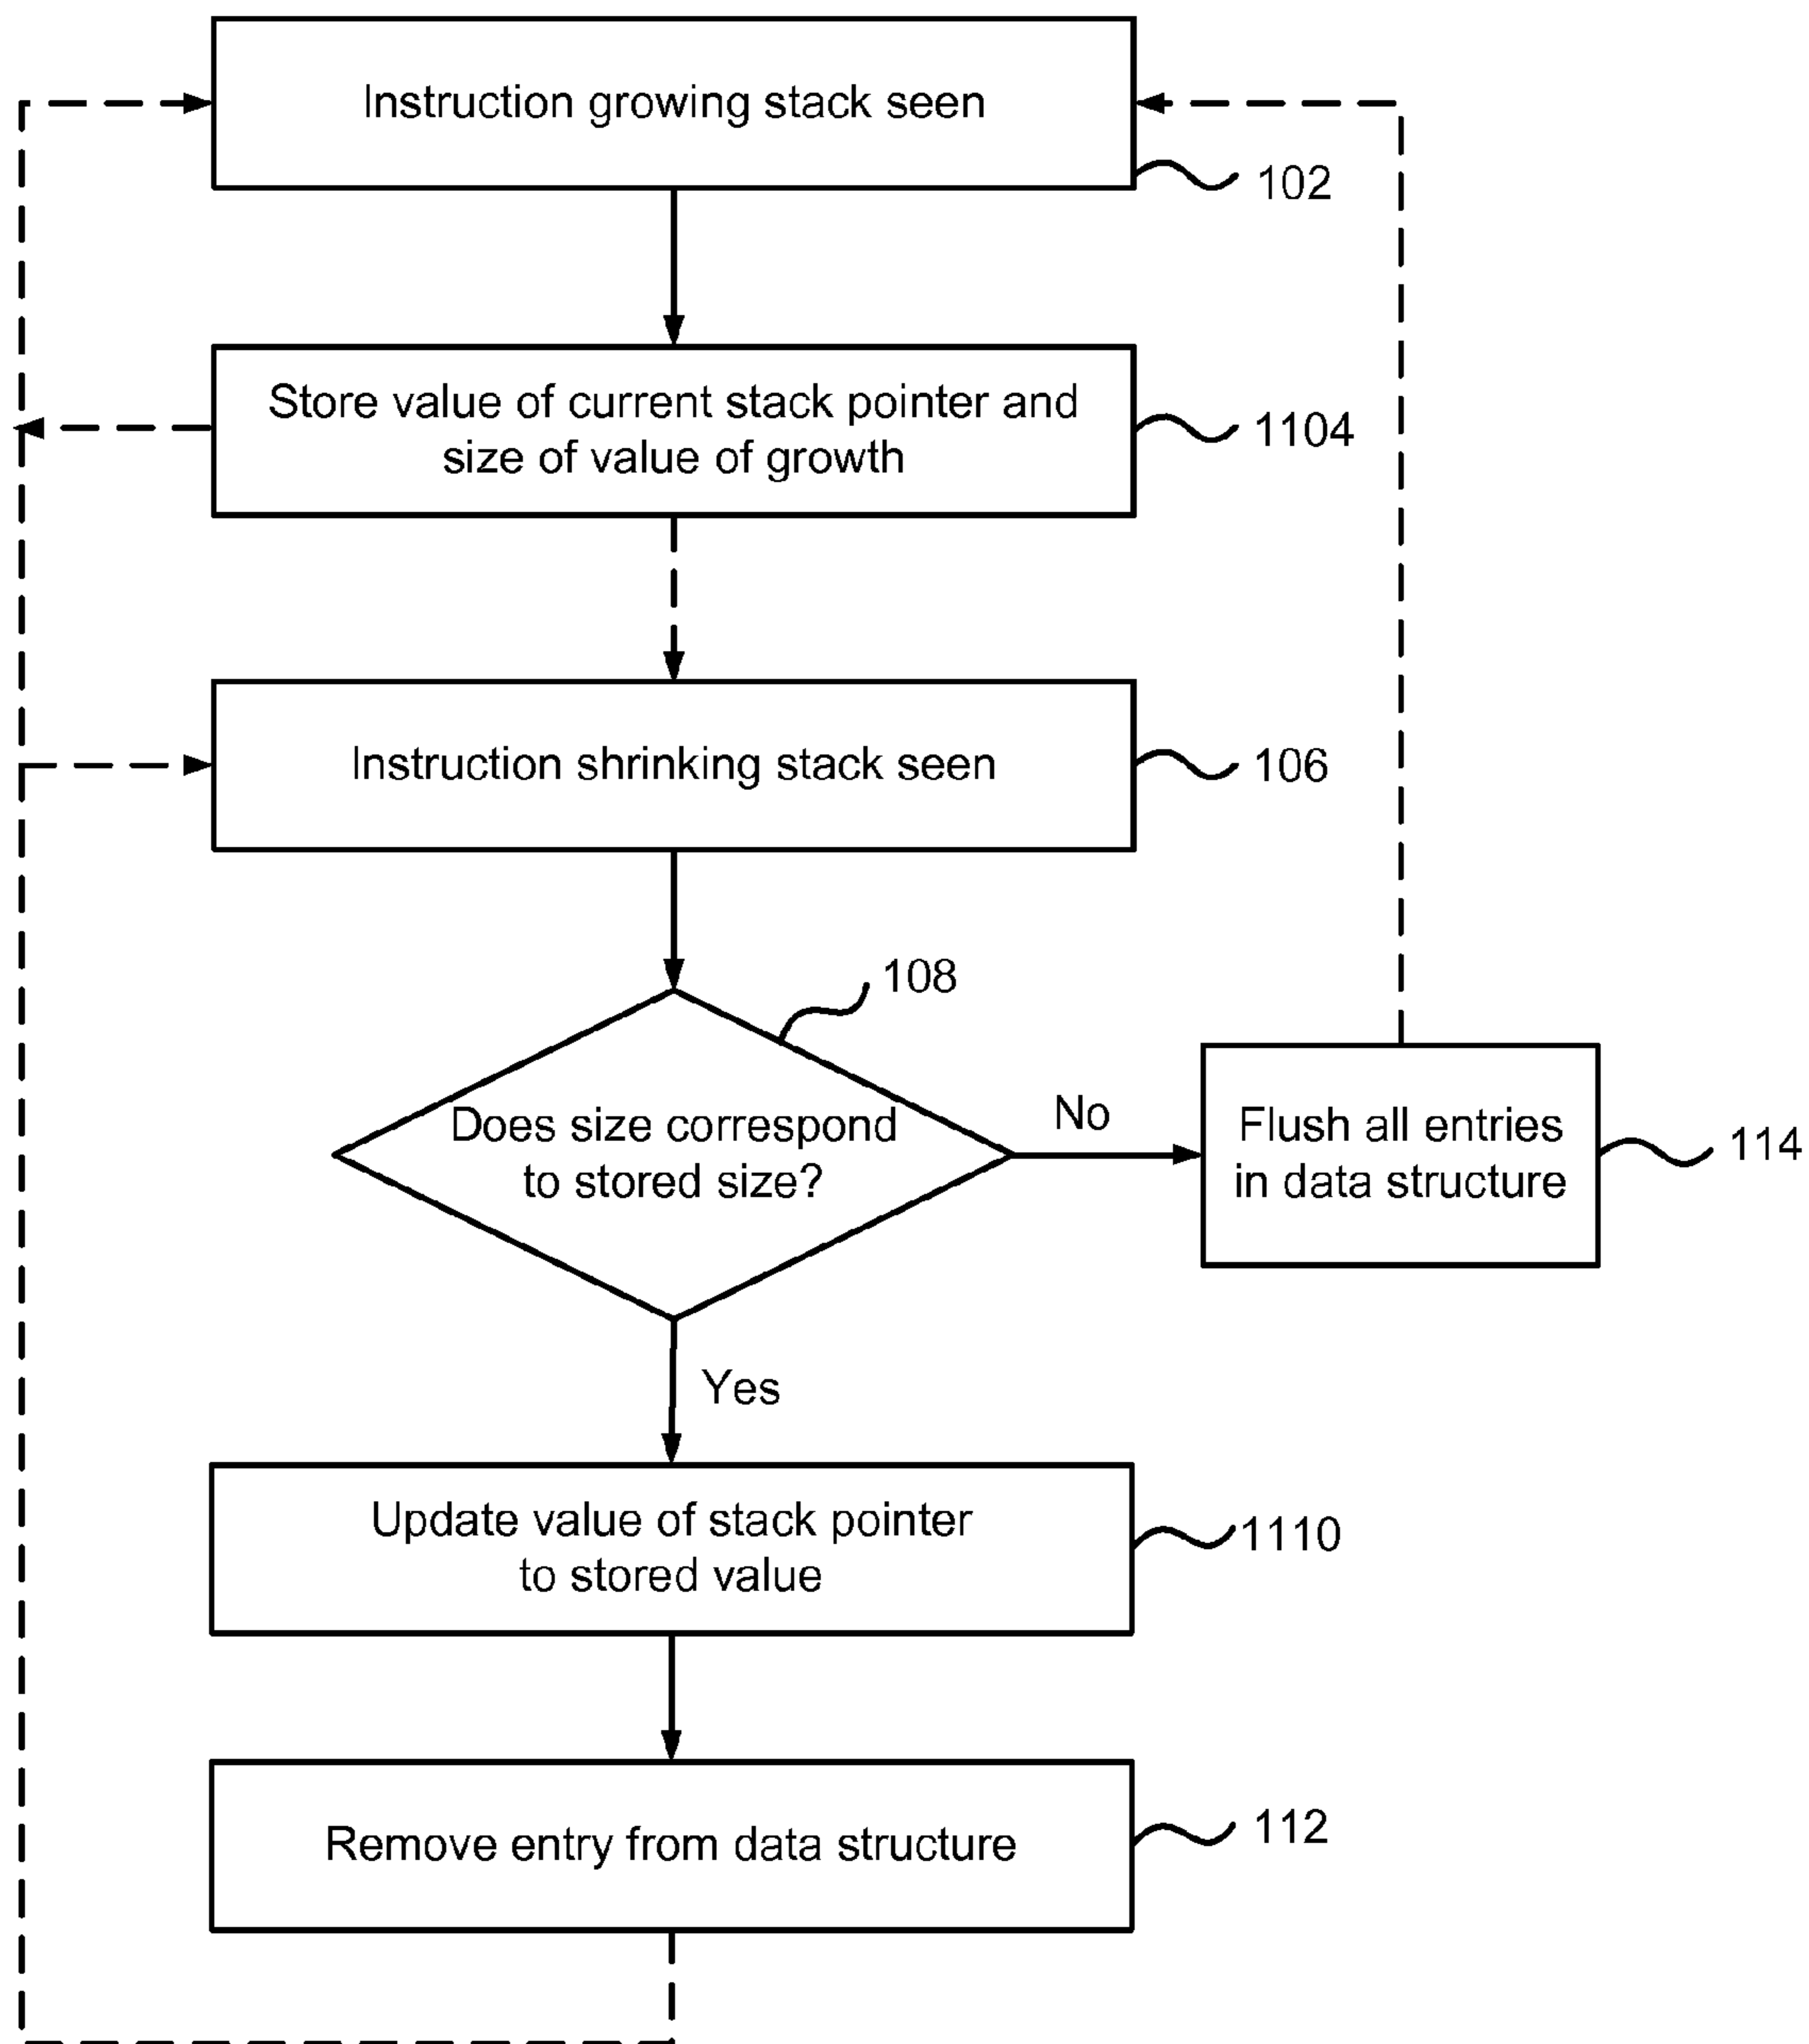 Instruction growing stack seen
102
Store value of current stack pointer and
size of value of growth
1104
Instruction shrinking stack seen
106
108
Does size correspond
to stored size?
No
Flush all entries
in data structure
114
Yes
Update value of stack pointer
to stored value
1110
Remove entry from data structure
112